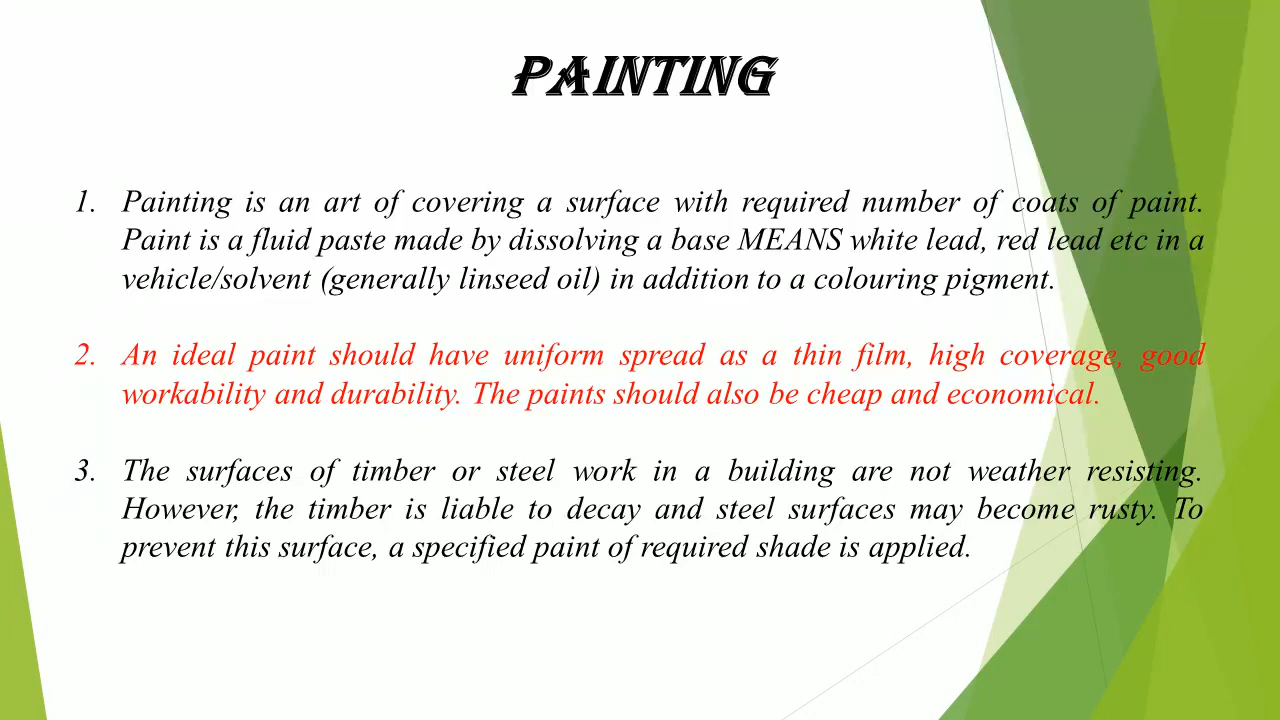 PAINTING
1. Painting is an art of covering a surface with required number of coats of paint.
Paint is a fluid paste made by dissolving a base MEANS white lead, red lead etc in a
vehicle/solvent (generally linseed oil) in addition to a colouring pigment.
2. An ideal paint should have uniform spread as a thin film, high coverage, good
workability and durability. The paints should also be cheap and economical.
3. The surfaces of timber or steel work in a building are not weather resisting.
However, the timber is liable to decay and steel surfaces may become rusty. To
prevent this surface, a specified paint of required shade is applied.